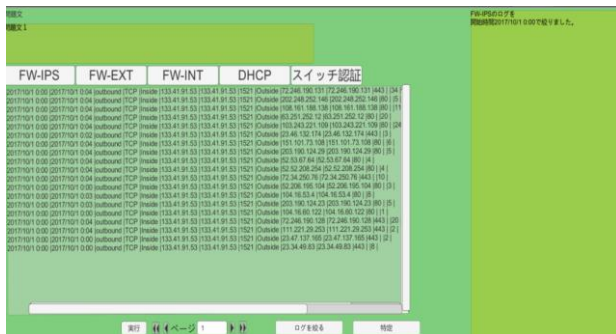 問題文
問題文1
FW-IPSのログを
開始時間2017/10/1 0:00で絞りました。
FW-IPS FW-EXT FW-INT DHCP スイッチ認証
2017/10/1 0:00 |2017/10/1 0:04 |outbound |TCP |Inside |133.41.91.53 |133.41.91.53 |1521 |Outside |72.246.190.131 |72.246.190.131 |443 |
2017/10/1 0:00 |2017/10/1 0:04 |outbound |TCP |Inside |133.41.91.53 |133.41.91.53 |1521 |Outside |202.248.252.146 |202.248.252.146 |80 |5 |
2017/10/1 0:00 |2017/10/1 0:04 |outbound |TCP |Inside |133.41.91.53 |133.41.91.53 |1521 |Outside |108.161.188.138 |108.161.188.138 |80 |
2017/10/1 0:00 |2017/10/1 0:04 |outbound |TCP |Inside |133.41.91.53 |133.41.91.53 |1521 |Outside |63.251.252.12 |63.251.252.12 |80 |20 |
2017/10/1 0:00 |2017/10/1 0:04 |outbound |TCP |Inside |133.41.91.53 |133.41.91.53 |1521 |Outside |103.243.221.109 |103.243.221.109 |80 |
2017/10/1 0:00 |2017/10/1 0:02 |outbound |TCP |Inside |133.41.91.53 |133.41.91.53 |1521 |Outside |23.46.132.174 |23.46.132.174 |443 |3 |
2017/10/1 0:00 |2017/10/1 0:04 |outbound |TCP |Inside |133.41.91.53 |133.41.91.53 |1521 |Outside |151.101.73.108 |151.101.73.108 |80 |6 |
2017/10/1 0:00 |2017/10/1 0:04 |outbound |TCP |Inside |133.41.91.53 |133.41.91.53 |1521 |Outside |203.190.124.29 |203.190.124.29 |80 |5 |
2017/10/1 0:00 |2017/10/1 0:04 |outbound |TCP |Inside |133.41.91.53 |133.41.91.53 |1521 |Outside |52.53.67.64 |52.53.67.64 |80 |4 |
2017/10/1 0:00 |2017/10/1 0:04 |outbound |TCP |Inside |133.41.91.53 |133.41.91.53 |1521 |Outside |52.52.208.254 |52.52.208.254 |80 |4 |
2017/10/1 0:00 |2017/10/1 0:04 |outbound |TCP |Inside |133.41.91.53 |133.41.91.53 |1521 |Outside |72.34.250.76 |72.34.250.76 |443 |10 |
2017/10/1 0:00 |2017/10/1 0:00 |outbound |TCP |Inside |133.41.91.53 |133.41.91.53 |1521 |Outside |52.206.195.104 |52.206.195.104 |80 |3 |
2017/10/1 0:00 |2017/10/1 0:03 |outbound |TCP |Inside |133.41.91.53 |133.41.91.53 |1521 |Outside |104.16.53.4 |104.16.53.4 |80 |8 |
2017/10/1 0:00 |2017/10/1 0:03 |outbound |TCP |Inside |133.41.91.53 |133.41.91.53 |1521 |Outside |203.190.124.23 |203.190.124.23 |80 |5 |
2017/10/1 0:00 |2017/10/1 0:00 |outbound |TCP |Inside |133.41.91.53 |133.41.91.53 |1521 |Outside |104.16.60.122 |104.16.60.122 |80 |1 |
2017/10/1 0:00 |2017/10/1 0:04 |outbound |TCP |Inside |133.41.91.53 |133.41.91.53 |1521 |Outside |72.246.190.128 |72.246.190.128 |443 |20
2017/10/1 0:00 |2017/10/1 0:04 |outbound |TCP |Inside |133.41.91.53 |133.41.91.53 |1521 |Outside |111.221.29.253 |111.221.29.253 |443 |2 |
2017/10/1 0:00 |2017/10/1 0:00 |outbound |TCP |Inside |133.41.91.53 |133.41.91.53 |1521 |Outside |23.47.137.165 |23.47.137.165 |443 |2 |
2017/10/1 0:00 |2017/10/1 0:04 |outbound |TCP |Inside |133.41.91.53 |133.41.91.53 |1521 |Outside |23.34.49.83 |23.34.49.83 |443 |8 |
実行 ページ 1 ログを絞る 特定